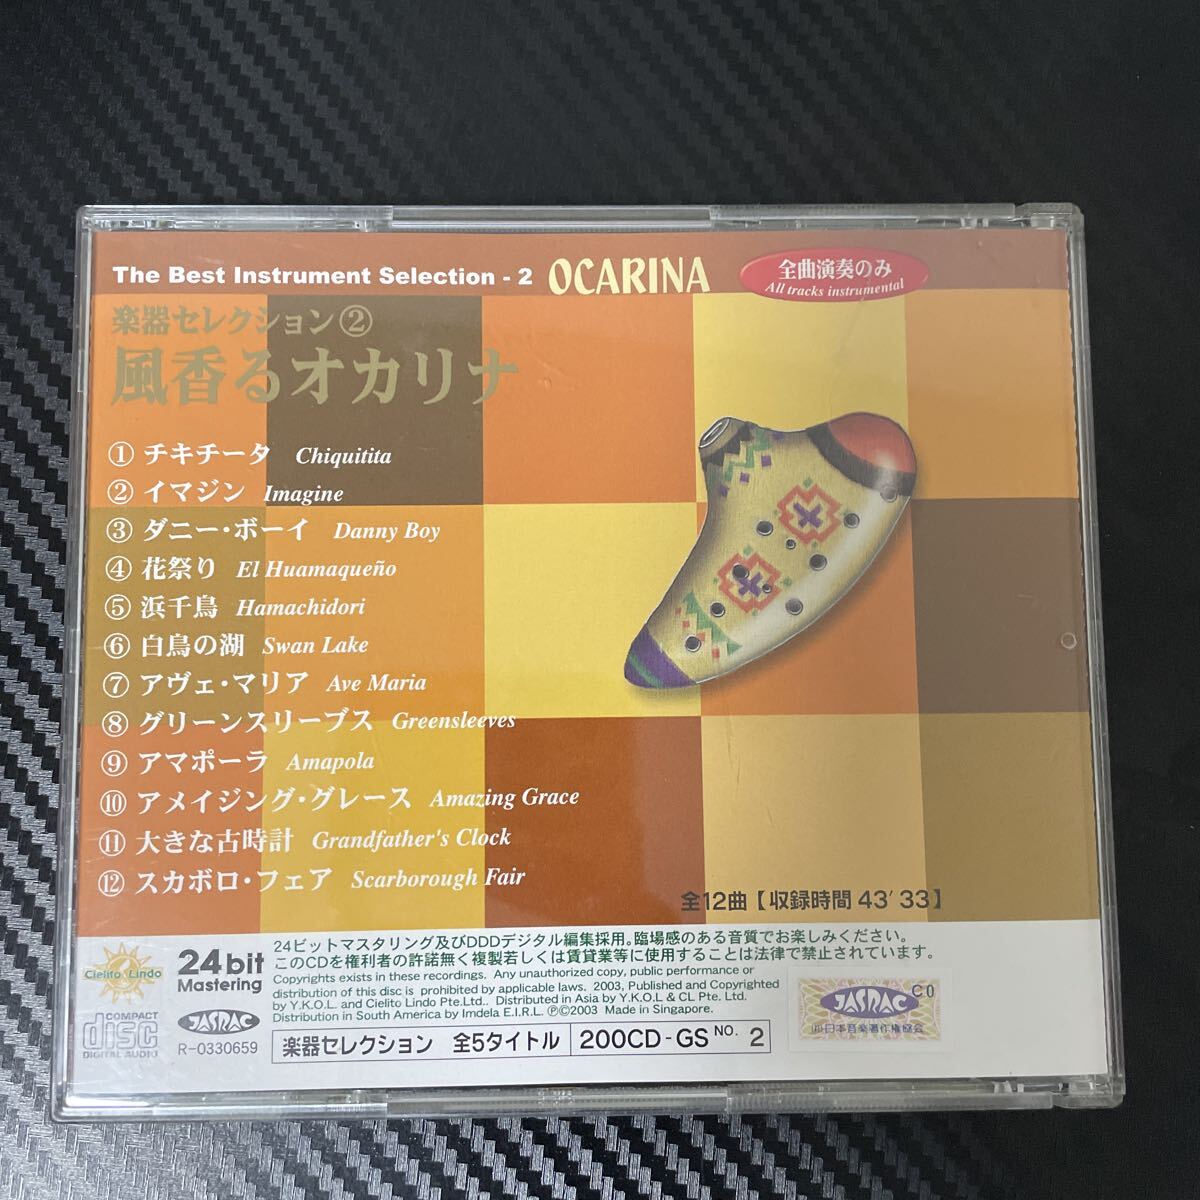 The Best Instrument Selection - 2 OCARINA
全曲演奏のみ
All tracks instrumental
楽器セレクション②
風香るオカリナ
① チキチータ Chiquitita
② イマジン Imagine
③ ダニー・ボーイ Danny Boy
④ 花祭り El Huamaqueño
⑤ 浜千鳥 Hamachidori
⑥ 白鳥の湖 Swan Lake
⑦ アヴェ・マリア Ave Maria
⑧ グリーンスリーブス Greensleeves
⑨ アマポーラ Amapola
⑩ アメイジング・グレース Amazing Grace
⑪ 大きな古時計 Grandfather's Clock
⑫ スカボロ・フェア Scarborough Fair
全12曲【収録時間 43' 33】
Cielito Lindo
24bit
Mastering
24ビットマスタリング及びDDDデジタル編集採用。臨場感のある音質でお楽しみください。
このCDを権利者の許諾無く複製若しくは賃貸業等に使用することは法律で禁止されています。
Copyrights exists in these recordings. Any unauthorized copy, public performance or
distribution of this disc is prohibited by applicable laws. 2003, Published and Copyrighted
by Y.K.O.L. and Cielito Lindo Pte.Ltd.. Distributed in Asia by Y.K.O.L & CL Pte. Ltd.
Distribution in South America by Imdela E.I.R.L. ℗©2003 Made in Singapore.
COMPACT
disc
DIGITAL AUDIO
JASRAC
R-0330659
楽器セレクション 全5タイトル 200CD-GS NO. 2
JASRAC C0
(社)日本音楽著作権協会